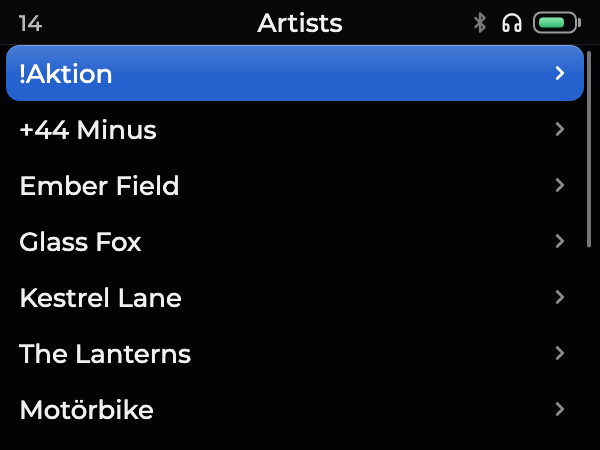 14
Artists
!Aktion
+44 Minus
Ember Field
Glass Fox
Kestrel Lane
The Lanterns
Motörbike